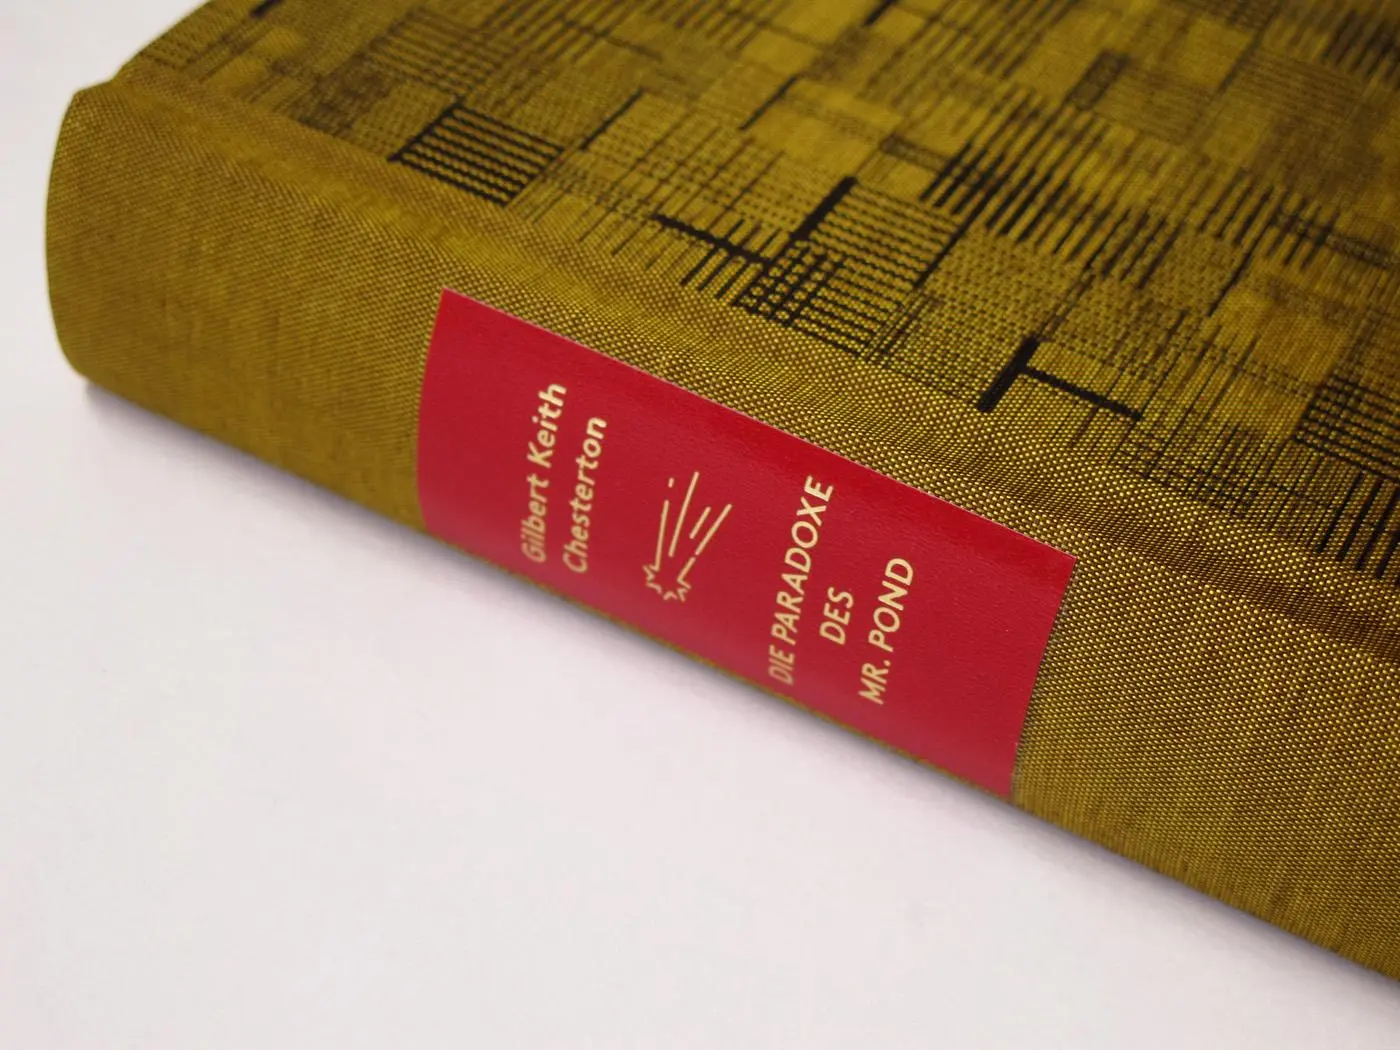 Gilbert Keith
Chesterton
DIE PARADOXE
DES
MR. POND